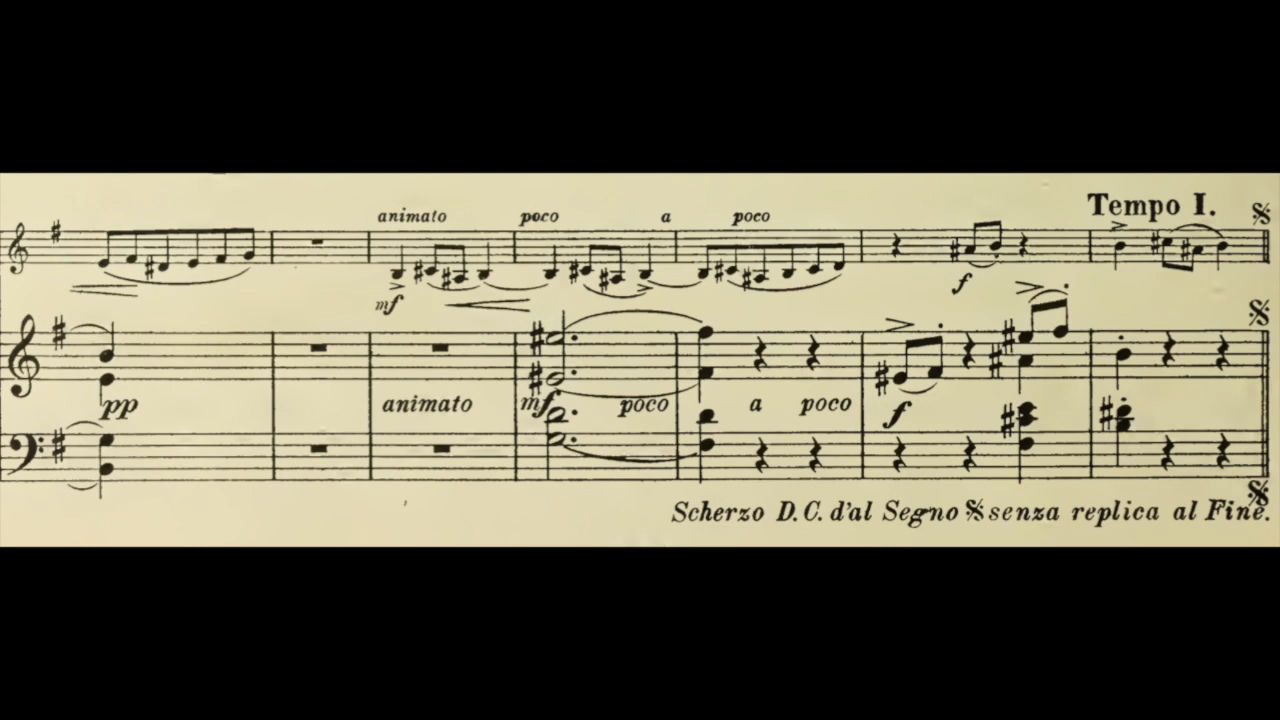 Tempo I.
animato poco a poco
mf
f
pp animato mf poco a poco f
Scherzo D. C. d'al Segno senza replica al Fine.